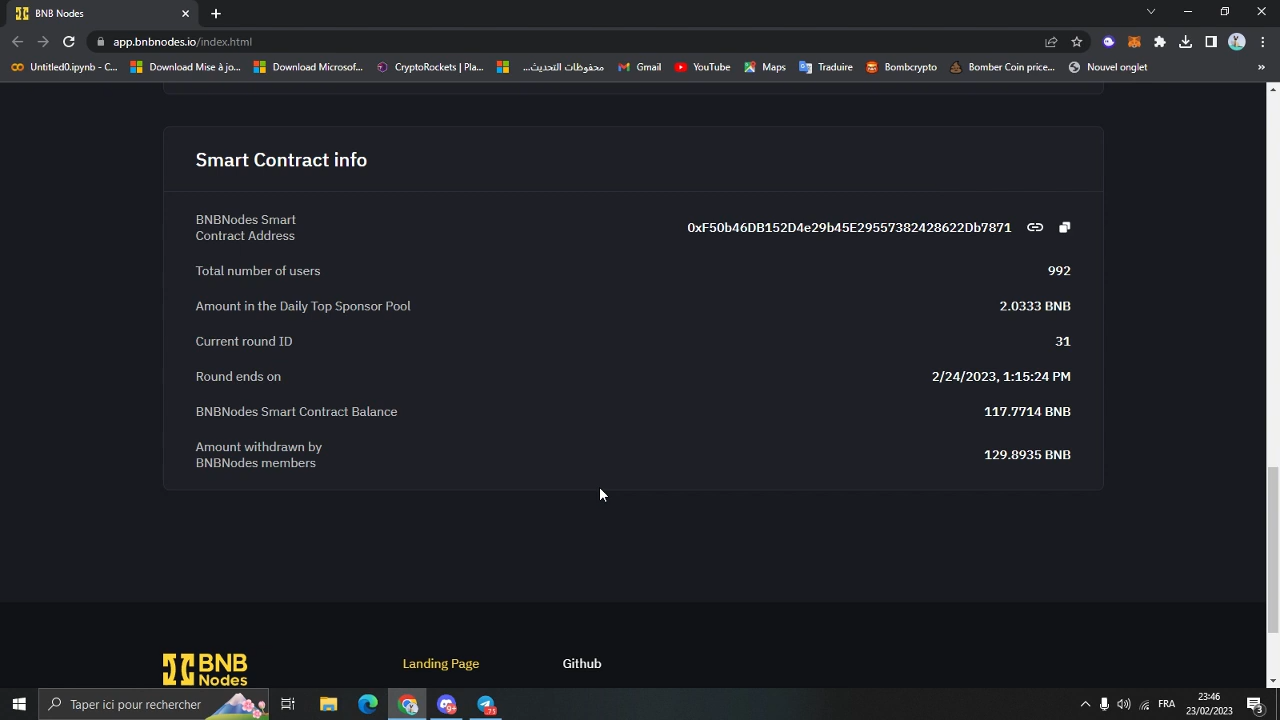 BNB Nodes
app.bnbnodes.io/index.html
Untitled0.ipynb - C...
Download Mise à jo...
Download Microsof...
CryptoRockets | Pla...
محفوظات التحديث...
Gmail
YouTube
Maps
Traduire
Bombcrypto
Bomber Coin price...
Nouvel onglet
»
Smart Contract info
BNBNodes Smart
Contract Address
0xF50b46DB152D4e29b45E29557382428622Db7871
Total number of users
992
Amount in the Daily Top Sponsor Pool
2.0333 BNB
Current round ID
31
Round ends on
2/24/2023, 1:15:24 PM
BNBNodes Smart Contract Balance
117.7714 BNB
Amount withdrawn by
BNBNodes members
129.8935 BNB
BNB
Nodes
Landing Page
Github
Taper ici pour rechercher
9+
75
FRA
23:46
23/02/2023
3